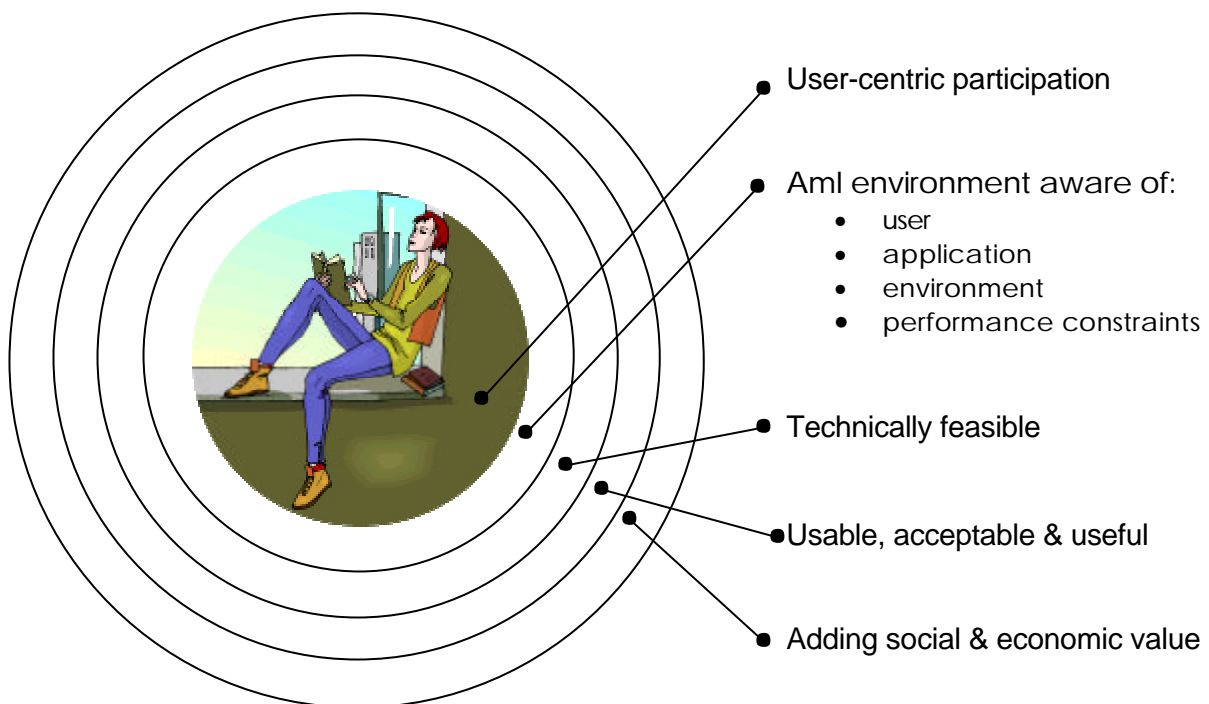 User-centric participation
AmI environment aware of:
• user
• application
• environment
• performance constraints
Technically feasible
Usable, acceptable & useful
Adding social & economic value